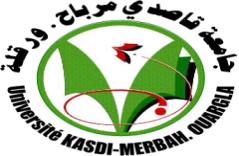 جامعة قاصدي مرباح . ورقلة
Université KASDI-MERBAH. OUARGLA